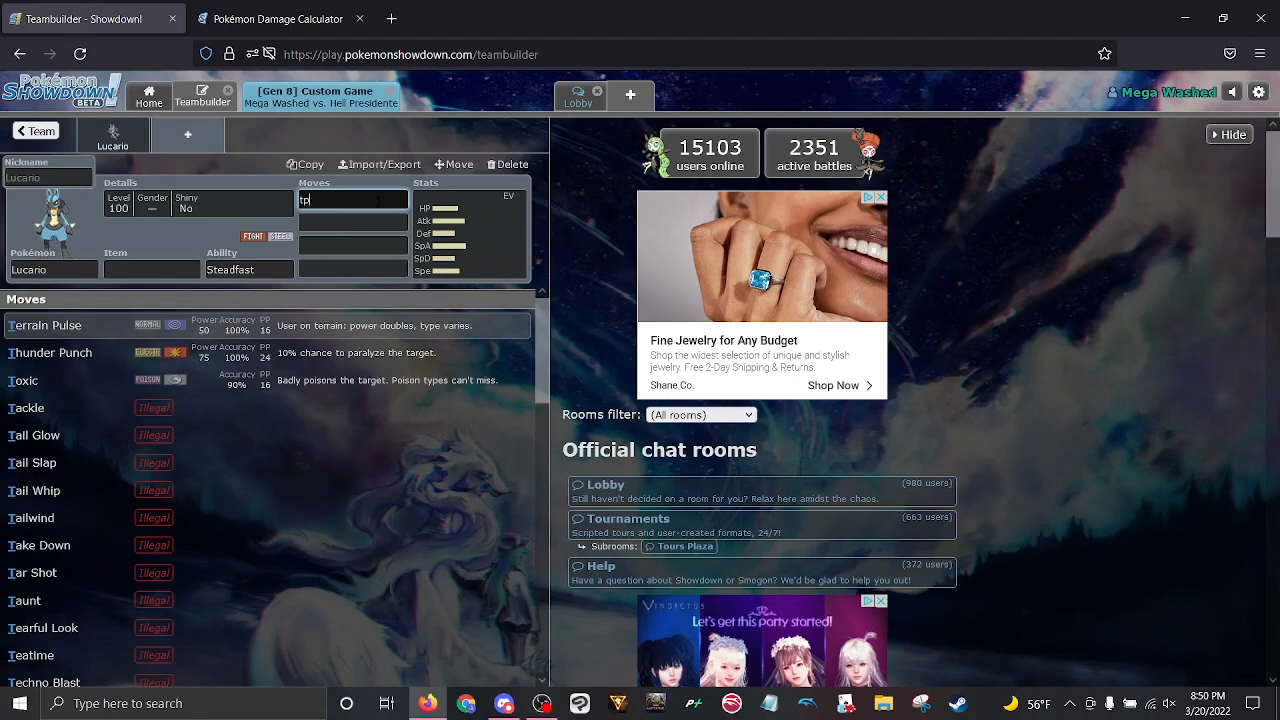 Teambuilder - Showdown!
Damage Calculator
https://play.pokemonshowdown.com/teambuilder
Pokémon
SHOWDOWN!
BETA
Home
Teambuilder
[Gen 8] Custom Game
Mega Washed vs. Hell Presidente
Lobby
Mega Washed
Team
Lucario
Hide
Nickname
Lucario
Copy Import/Export Move Delete
Details
Level Gender Shiny
100 — No
FIGHT STEEL
Pokémon Item Ability
Lucario Steadfast
Moves
tp
Stats
EV
HP
Atk
Def
SpA
SpD
Spe
Moves
Terrain Pulse NORMAL Power 50 Accuracy 100% PP 16 User on terrain: power doubles, type varies.
Thunder Punch Power 75 Accuracy 100% PP 24 10% chance to paralyze the target.
Toxic POISON Accuracy 90% PP 16 Badly poisons the target. Poison types can't miss.
Tackle Illegal
Tail Glow Illegal
Tail Slap Illegal
Tail Whip Illegal
Tailwind Illegal
Take Down Illegal
Tar Shot Illegal
Taunt Illegal
Tearful Look Illegal
Teatime Illegal
Techno Blast Illegal
15103
users online
2351
active battles
Fine Jewelry for Any Budget
Shop the widest selection of unique and stylish
jewelry. Free 2-Day Shipping & Returns.
Shane Co. Shop Now
Rooms filter: (All rooms)
Official chat rooms
Lobby (980 users)
Still haven't decided on a room for you? Relax here amidst the chaos.
Tournaments (663 users)
Scripted tours and user-created formats, 24/7!
Subrooms: Tours Plaza
Help (372 users)
Have a question about Showdown or Smogon? We'd be glad to help you out!
VINDICTUS
Let's get this party started!
Type here to search
56°F
8:50 PM
3/20/2022